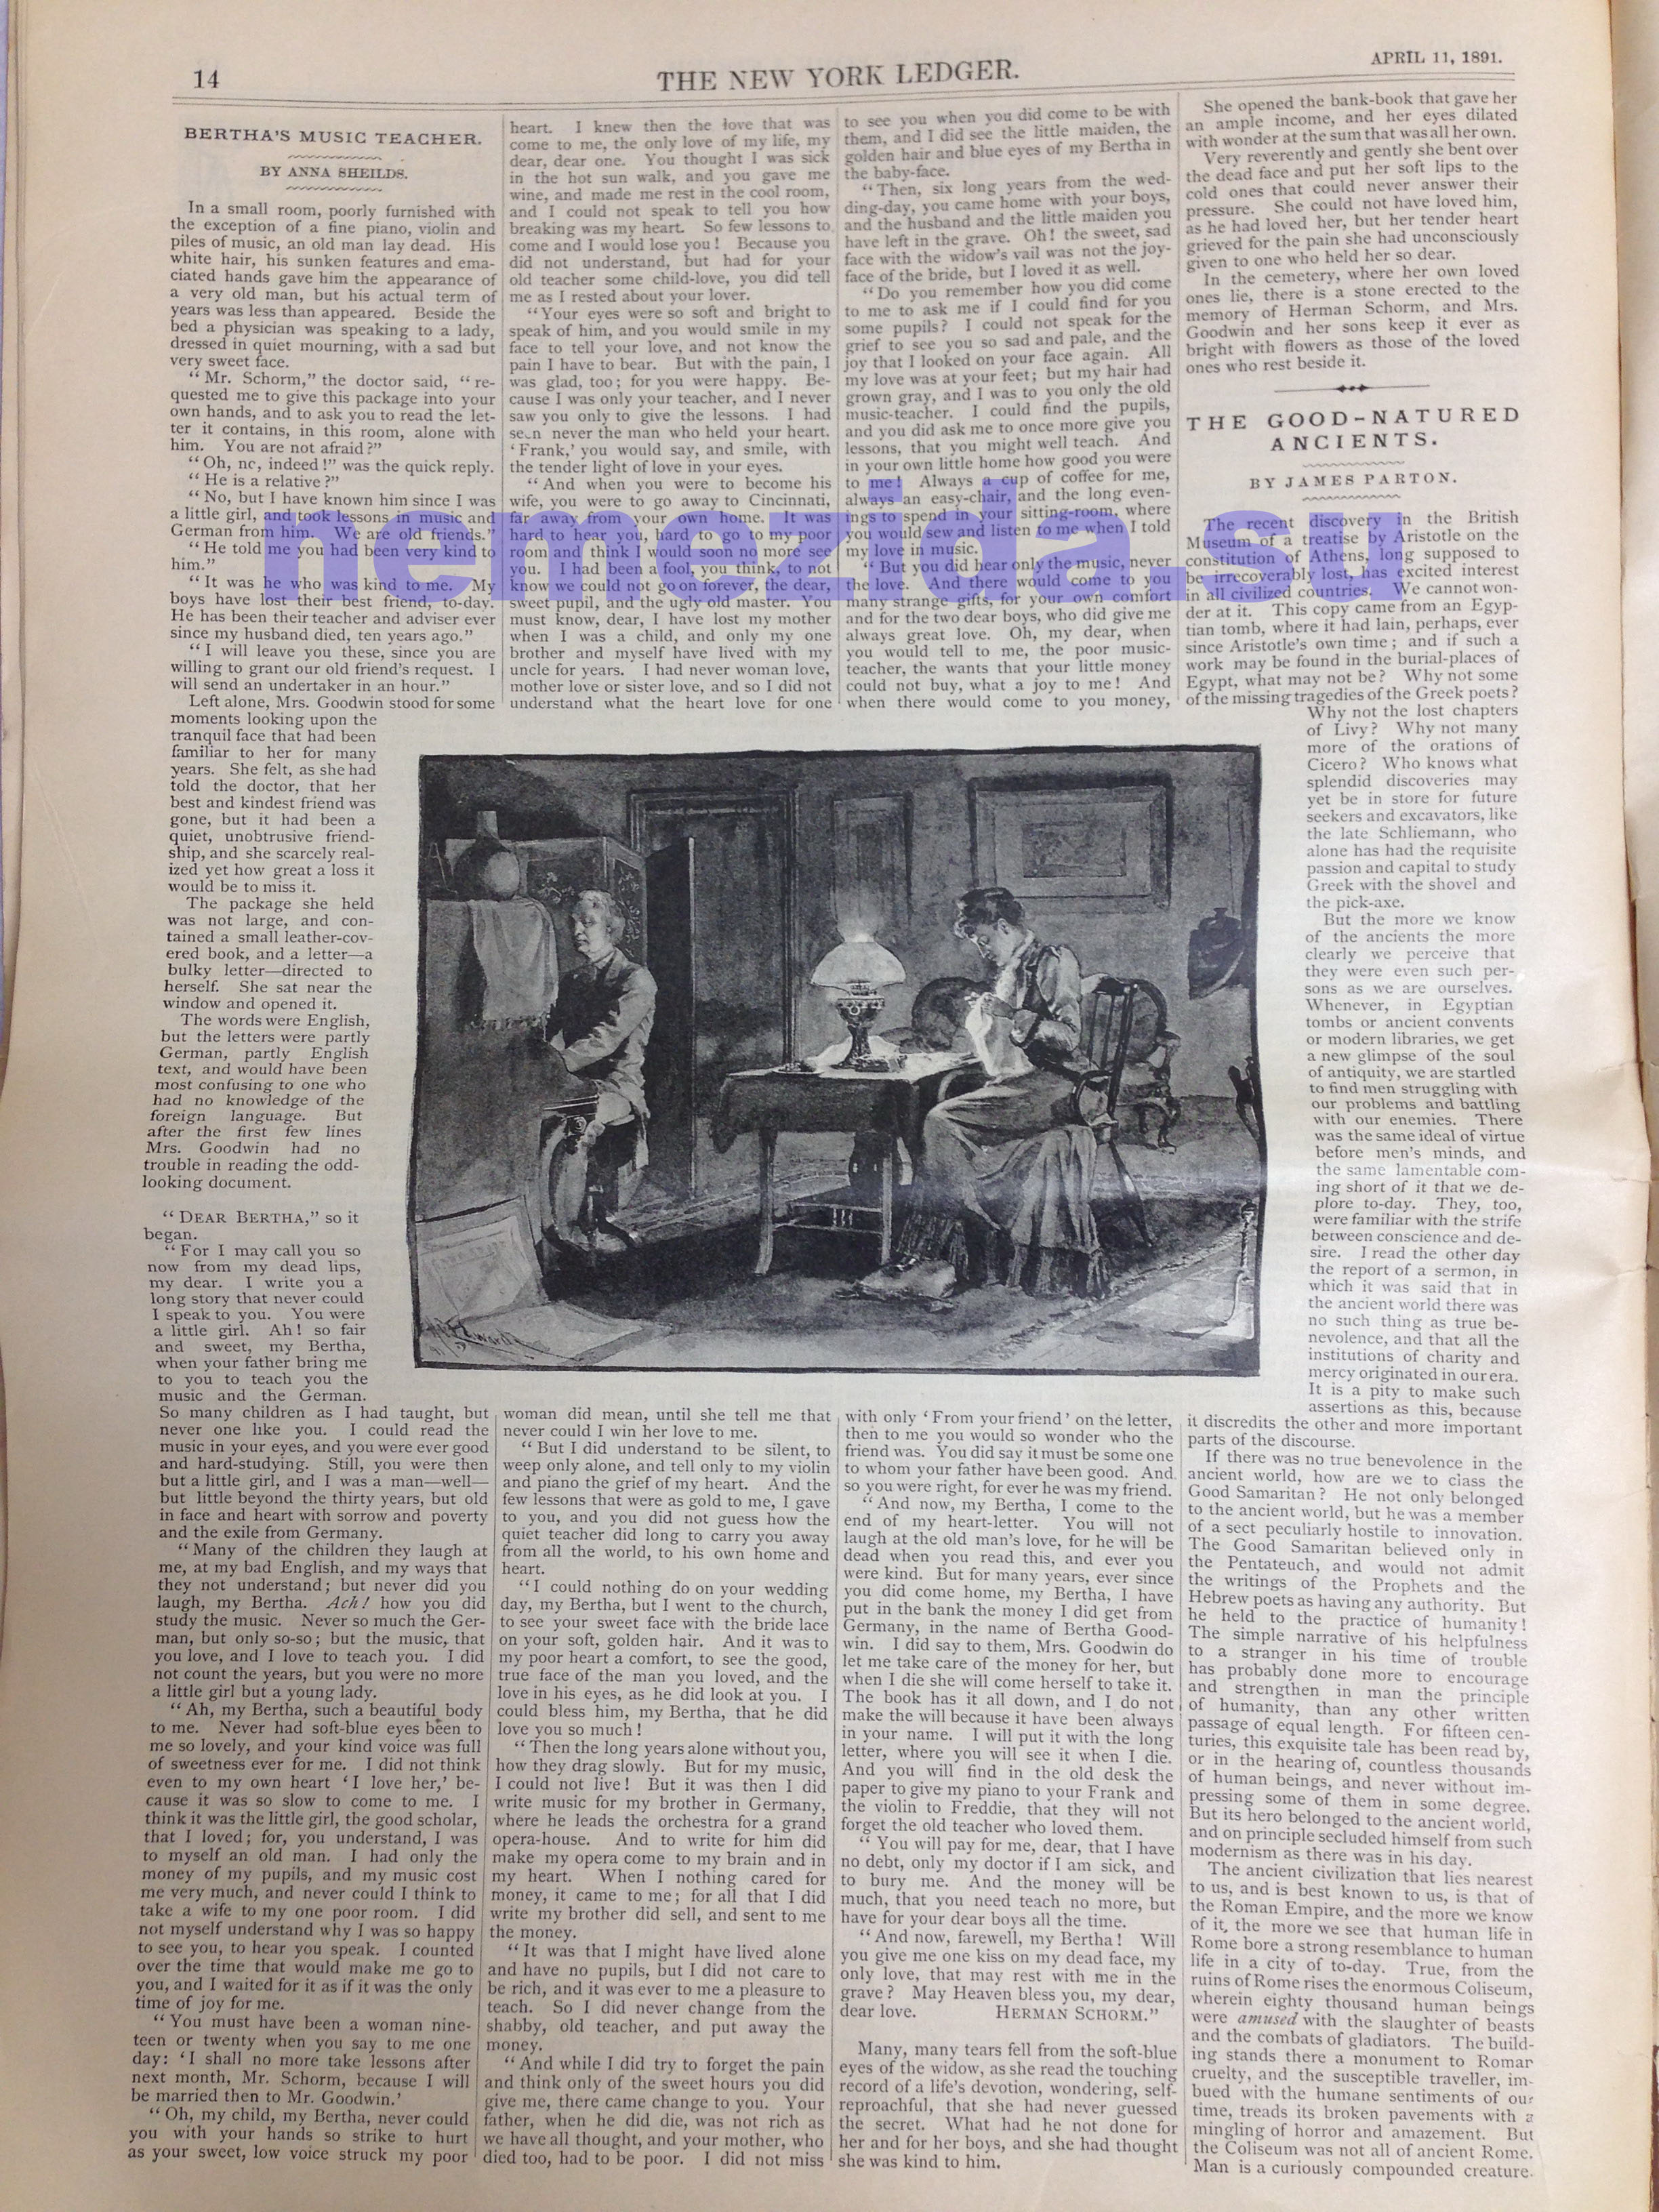 14
THE NEW YORK LEDGER.
APRIL 11, 1891.
BERTHA'S MUSIC TEACHER.
BY ANNA SHEILDS.
In a small room, poorly furnished with
the exception of a fine piano, violin and
piles of music, an old man lay dead. His
white hair, his sunken features and ema-
ciated hands gave him the appearance of
a very old man, but his actual term of
years was less than appeared. Beside the
bed a physician was speaking to a lady,
dressed in quiet mourning, with a sad but
very sweet face.
“Mr. Schorm,” the doctor said, “re-
quested me to give this package into your
own hands, and to ask you to read the let-
ter it contains, in this room, alone with
him. You are not afraid?”
“Oh, no, indeed!” was the quick reply.
“He is a relative?”
“No, but I have known him since I was
a little girl, and took lessons in music and
German from him. We are old friends.”
“He told me you had been very kind to
him.”
“It was he who was kind to me. My
boys have lost their best friend, to-day.
He has been their teacher and adviser ever
since my husband died, ten years ago.”
“I will leave you these, since you are
willing to grant our old friend's request. I
will send an undertaker in an hour.”
Left alone, Mrs. Goodwin stood for some
moments looking upon the
tranquil face that had been
familiar to her for many
years. She felt, as she had
told the doctor, that her
best and kindest friend was
gone, but it had been a
quiet, unobtrusive friend-
ship, and she scarcely real-
ized yet how great a loss it
would be to miss it.
The package she held
was not large, and con-
tained a small leather-cov-
ered book, and a letter—a
bulky letter—directed to
herself. She sat near the
window and opened it.
The words were English,
but the letters were partly
German, partly English
text, and would have been
most confusing to one who
had no knowledge of the
foreign language. But
after the first few lines
Mrs. Goodwin had no
trouble in reading the odd-
looking document.
“DEAR BERTHA,” so it
began.
“For I may call you so
now from my dead lips,
my dear. I write you a
long story that never could
I speak to you. You were
a little girl. Ah! so fair
and sweet, my Bertha,
when your father bring me
to you to teach you the
music and the German.
So many children as I had taught, but
never one like you. I could read the
music in your eyes, and you were ever good
and hard-studying. Still, you were then
but a little girl, and I was a man—well—
but little beyond the thirty years, but old
in face and heart with sorrow and poverty
and the exile from Germany.
“Many of the children they laugh at
me, at my bad English, and my ways that
they not understand; but never did you
laugh, my Bertha. Ach! how you did
study the music. Never so much the Ger-
man, but only so-so; but the music, that
you love, and I love to teach you. I did
not count the years, but you were no more
a little girl but a young lady.
“Ah, my Bertha, such a beautiful body
to me. Never had soft-blue eyes been to
me so lovely, and your kind voice was full
of sweetness ever for me. I did not think
even to my own heart ‘I love her,’ be-
cause it was so slow to come to me. I
think it was the little girl, the good scholar,
that I loved; for, you understand, I was
to myself an old man. I had only the
money of my pupils, and my music cost
me very much, and never could I think to
take a wife to my one poor room. I did
not myself understand why I was so happy
to see you, to hear you speak. I counted
over the time that would make me go to
you, and I waited for it as if it was the only
time of joy for me.
“You must have been a woman nine-
teen or twenty when you say to me one
day: ‘I shall no more take lessons after
next month, Mr. Schorm, because I will
be married then to Mr. Goodwin.’
“Oh, my child, my Bertha, never could
you with your hands so strike to hurt
as your sweet, low voice struck my poor
heart. I knew then the love that was
come to me, the only love of my life, my
dear, dear one. You thought I was sick
in the hot sun walk, and you gave me
wine, and made me rest in the cool room,
and I could not speak to tell you how
breaking was my heart. So few lessons to
come and I would lose you! Because you
did not understand, but had for your
old teacher some child-love, you did tell
me as I rested about your lover.
“Your eyes were so soft and bright to
speak of him, and you would smile in my
face to tell your love, and not know the
pain I have to bear. But with the pain, I
was glad, too; for you were happy. Be-
cause I was only your teacher, and I never
saw you only to give the lessons. I had
seen never the man who held your heart.
‘Frank,’ you would say, and smile, with
the tender light of love in your eyes.
“And when you were to become his
wife, you were to go away to Cincinnati,
far away from your own home. It was
hard to hear you, hard to go to my poor
room and think I would soon no more see
you. I had been a fool, you think, to not
know we could not go on forever, the dear,
sweet pupil, and the ugly old master. You
must know, dear, I have lost my mother
when I was a child, and only my one
brother and myself have lived with my
uncle for years. I had never woman love,
mother love or sister love, and so I did not
understand what the heart love for one
woman did mean, until she tell me that
never could I win her love to me.
“But I did understand to be silent, to
weep only alone, and tell only to my violin
and piano the grief of my heart. And the
few lessons that were as gold to me, I gave
to you, and you did not guess how the
quiet teacher did long to carry you away
from all the world, to his own home and
heart.
“I could nothing do on your wedding
day, my Bertha, but I went to the church,
to see your sweet face with the bride lace
on your soft, golden hair. And it was to
my poor heart a comfort, to see the good,
true face of the man you loved, and the
love in his eyes, as he did look at you. I
could bless him, my Bertha, that he did
love you so much!
“Then the long years alone without you,
how they drag slowly. But for my music,
I could not live! But it was then I did
write music for my brother in Germany,
where he leads the orchestra for a grand
opera-house. And to write for him did
make my opera come to my brain and in
my heart. When I nothing cared for
money, it came to me; for all that I did
write my brother did sell, and sent to me
the money.
“It was that I might have lived alone
and have no pupils, but I did not care to
be rich, and it was ever to me a pleasure to
teach. So I did never change from the
shabby, old teacher, and put away the
money.
“And while I did try to forget the pain
and think only of the sweet hours you did
give me, there came change to you. Your
father, when he did die, was not rich as
we have all thought, and your mother, who
died too, had to be poor. I did not miss
to see you when you did come to be with
them, and I did see the little maiden, the
golden hair and blue eyes of my Bertha in
the baby-face.
“Then, six long years from the wed-
ding-day, you came home with your boys,
and the husband and the little maiden you
have left in the grave. Oh! the sweet, sad
face with the widow's vail was not the joy-
face of the bride, but I loved it as well.
“Do you remember how you did come
to me to ask me if I could find for you
some pupils? I could not speak for the
grief to see you so sad and pale, and the
joy that I looked on your face again. All
my love was at your feet; but my hair had
grown gray, and I was to you only the old
music-teacher. I could find the pupils,
and you did ask me to once more give you
lessons, that you might well teach. And
in your own little home how good you were
to me! Always a cup of coffee for me,
always an easy-chair, and the long even-
ings to spend in your sitting-room, where
you would sew and listen to me when I told
my love in music.
“But you did hear only the music, never
the love. And there would come to you
many strange gifts, for your own comfort
and for the two dear boys, who did give me
always great love. Oh, my dear, when
you would tell to me, the poor music-
teacher, the wants that your little money
could not buy, what a joy to me! And
when there would come to you money,
with only ‘From your friend’ on the letter,
then to me you would so wonder who the
friend was. You did say it must be some one
to whom your father have been good. And
so you were right, for ever he was my friend.
“And now, my Bertha, I come to the
end of my heart-letter. You will not
laugh at the old man's love, for he will be
dead when you read this, and ever you
were kind. But for many years, ever since
you did come home, my Bertha, I have
put in the bank the money I did get from
Germany, in the name of Bertha Good-
win. I did say to them, Mrs. Goodwin do
let me take care of the money for her, but
when I die she will come herself to take it.
The book has it all down, and I do not
make the will because it have been always
in your name. I will put it with the long
letter, where you will see it when I die.
And you will find in the old desk the
paper to give my piano to your Frank and
the violin to Freddie, that they will not
forget the old teacher who loved them.
“You will pay for me, dear, that I have
no debt, only my doctor if I am sick, and
to bury me. And the money will be
much, that you need teach no more, but
have for your dear boys all the time.
“And now, farewell, my Bertha! Will
you give me one kiss on my dead face, my
only love, that may rest with me in the
grave? May Heaven bless you, my dear,
dear love. HERMAN SCHORM.”
Many, many tears fell from the soft-blue
eyes of the widow, as she read the touching
record of a life's devotion, wondering, self-
reproachful, that she had never guessed
the secret. What had he not done for
her and for her boys, and she had thought
she was kind to him.
She opened the bank-book that gave her
an ample income, and her eyes dilated
with wonder at the sum that was all her own.
Very reverently and gently she bent over
the dead face and put her soft lips to the
cold ones that could never answer their
pressure. She could not have loved him,
as he had loved her, but her tender heart
grieved for the pain she had unconsciously
given to one who held her so dear.
In the cemetery, where her own loved
ones lie, there is a stone erected to the
memory of Herman Schorm, and Mrs.
Goodwin and her sons keep it ever as
bright with flowers as those of the loved
ones who rest beside it.
THE GOOD-NATURED
ANCIENTS.
BY JAMES PARTON.
The recent discovery in the British
Museum of a treatise by Aristotle on the
constitution of Athens, long supposed to
be irrecoverably lost, has excited interest
in all civilized countries. We cannot won-
der at it. This copy came from an Egyp-
tian tomb, where it had lain, perhaps, ever
since Aristotle's own time; and if such a
work may be found in the burial-places of
Egypt, what may not be? Why not some
of the missing tragedies of the Greek poets?
Why not the lost chapters
of Livy? Why not many
more of the orations of
Cicero? Who knows what
splendid discoveries may
yet be in store for future
seekers and excavators, like
the late Schliemann, who
alone has had the requisite
passion and capital to study
Greek with the shovel and
the pick-axe.
But the more we know
of the ancients the more
clearly we perceive that
they were even such per-
sons as we are ourselves.
Whenever, in Egyptian
tombs or ancient convents
or modern libraries, we get
a new glimpse of the soul
of antiquity, we are startled
to find men struggling with
our problems and battling
with our enemies. There
was the same ideal of virtue
before men's minds, and
the same lamentable com-
ing short of it that we de-
plore to-day. They, too,
were familiar with the strife
between conscience and de-
sire. I read the other day
the report of a sermon, in
which it was said that in
the ancient world there was
no such thing as true be-
nevolence, and that all the
institutions of charity and
mercy originated in our era.
It is a pity to make such
assertions as this, because
it discredits the other and more important
parts of the discourse.
If there was no true benevolence in the
ancient world, how are we to class the
Good Samaritan? He not only belonged
to the ancient world, but he was a member
of a sect peculiarly hostile to innovation.
The Good Samaritan believed only in
the Pentateuch, and would not admit
the writings of the Prophets and the
Hebrew poets as having any authority. But
he held to the practice of humanity!
The simple narrative of his helpfulness
to a stranger in his time of trouble
has probably done more to encourage
and strengthen in man the principle
of humanity, than any other written
passage of equal length. For fifteen cen-
turies, this exquisite tale has been read by,
or in the hearing of, countless thousands
of human beings, and never without im-
pressing some of them in some degree.
But its hero belonged to the ancient world,
and on principle secluded himself from such
modernism as there was in his day.
The ancient civilization that lies nearest
to us, and is best known to us, is that of
the Roman Empire, and the more we know
of it, the more we see that human life in
Rome bore a strong resemblance to human
life in a city of to-day. True, from the
ruins of Rome rises the enormous Coliseum,
wherein eighty thousand human beings
were amused with the slaughter of beasts
and the combats of gladiators. The build-
ing stands there a monument to Roman
cruelty, and the susceptible traveller, im-
bued with the humane sentiments of our
time, treads its broken pavements with a
mingling of horror and amazement. But
the Coliseum was not all of ancient Rome.
Man is a curiously compounded creature.
nemezida.su